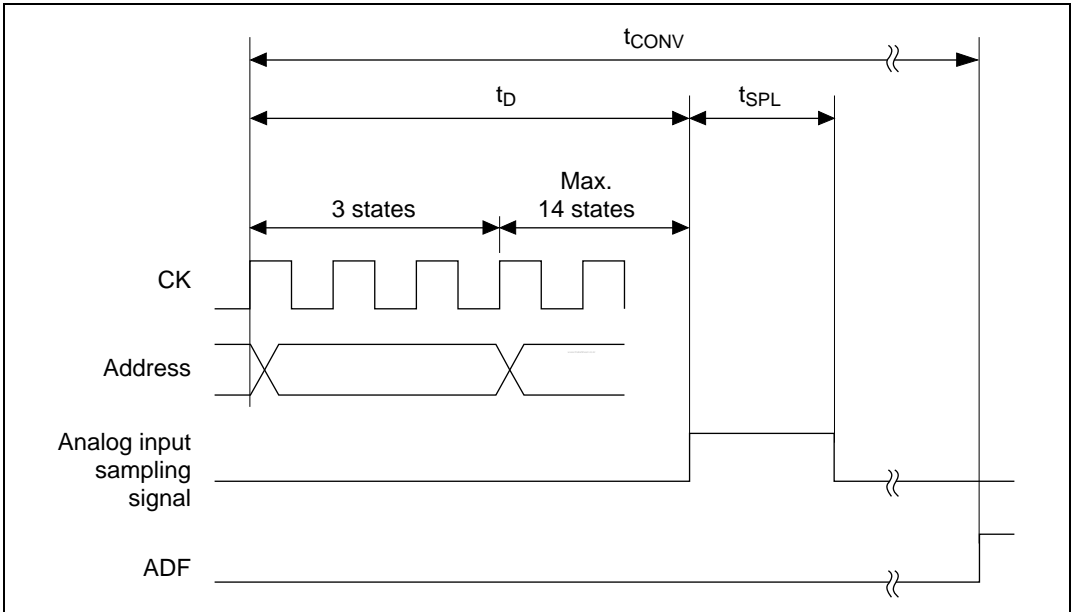 tCONV
tD
tSPL
Max.
3 states
14 states
CK
Address
Analog input
sampling
signal
ADF